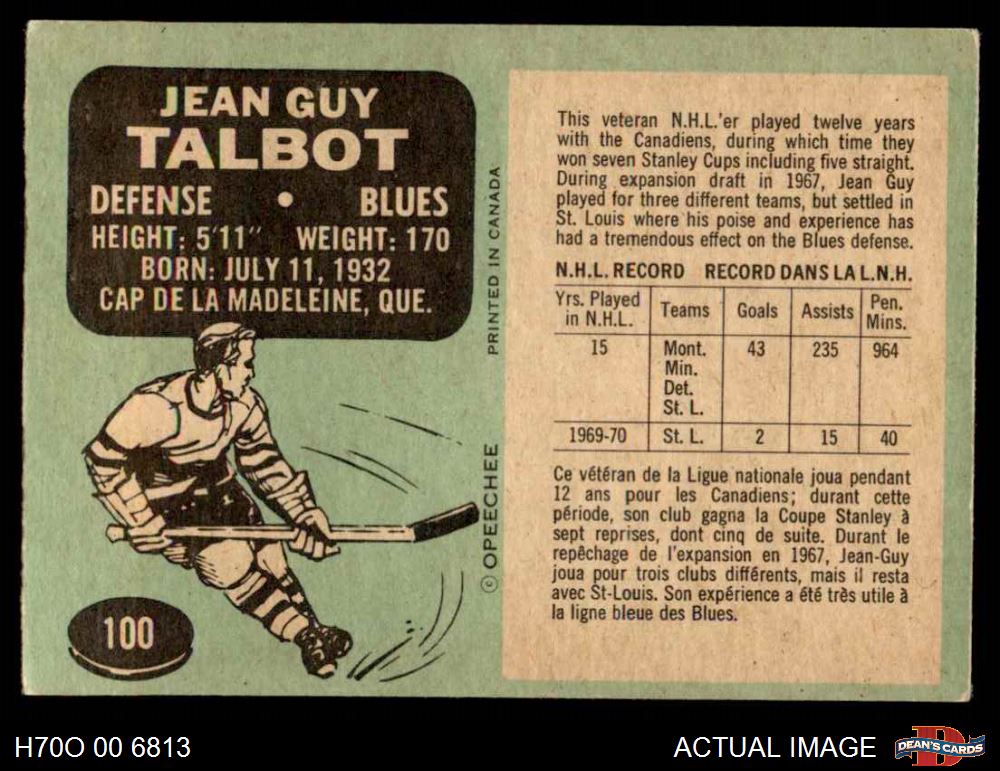 JEAN GUY
TALBOT
DEFENSE • BLUES
HEIGHT: 5'11" WEIGHT: 170
BORN: JULY 11, 1932
CAP DE LA MADELEINE, QUE.
100
© OPEECHEE PRINTED IN CANADA
This veteran N.H.L.'er played twelve years
with the Canadiens, during which time they
won seven Stanley Cups including five straight.
During expansion draft in 1967, Jean Guy
played for three different teams, but settled in
St. Louis where his poise and experience has
had a tremendous effect on the Blues defense.
N.H.L. RECORD RECORD DANS LA L.N.H.
Yrs. Played in N.H.L. Teams Goals Assists Pen. Mins.
15 Mont. 43 235 964
Min.
Det.
St. L.
1969-70 St. L. 2 15 40
Ce vétéran de la Ligue nationale joua pendant
12 ans pour les Canadiens; durant cette
période, son club gagna la Coupe Stanley à
sept reprises, dont cinq de suite. Durant le
repêchage de l'expansion en 1967, Jean-Guy
joua pour trois clubs différents, mais il resta
avec St-Louis. Son expérience a été très utile à
la ligne bleue des Blues.
H70O 00 6813
ACTUAL IMAGE
D
DEAN'S CARDS